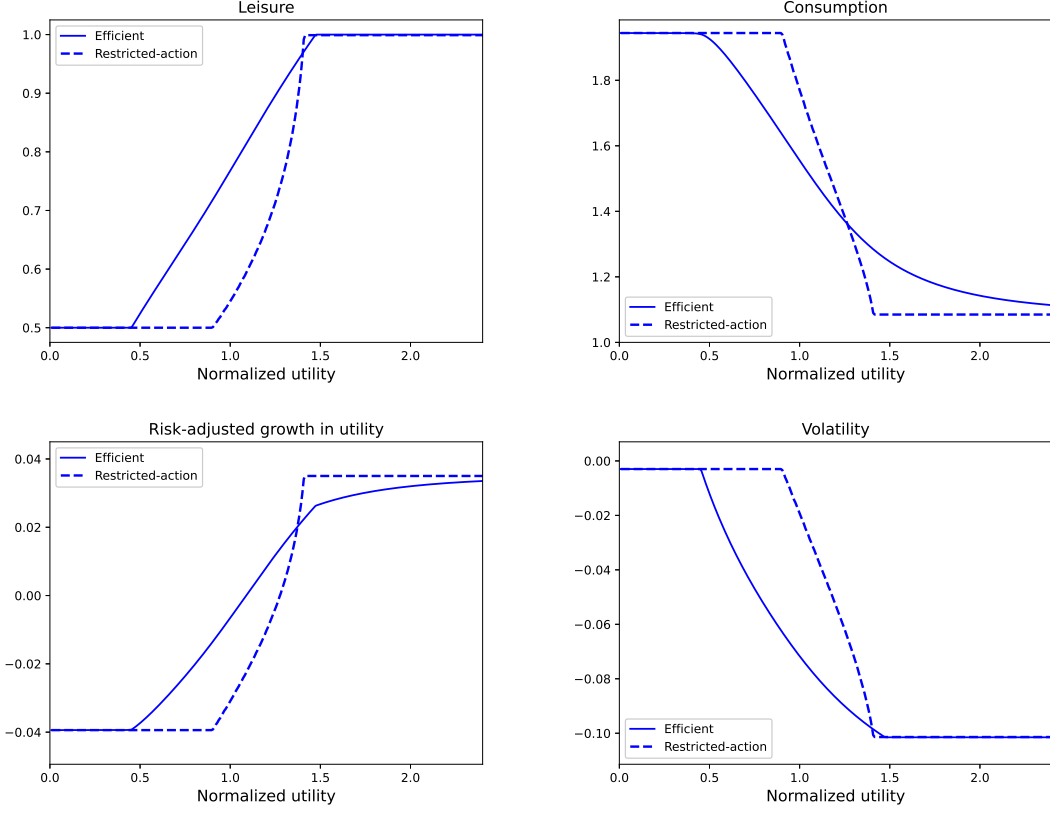 Leisure
Efficient
Restricted-action
1.0
0.9
0.8
0.7
0.6
0.5
0.0
0.5
1.0
1.5
2.0
Normalized utility
Consumption
1.8
1.6
1.4
1.2
1.0
Efficient
Restricted-action
0.0
0.5
1.0
1.5
2.0
Normalized utility
Risk-adjusted growth in utility
Efficient
Restricted-action
0.04
0.02
0.00
−0.02
−0.04
0.0
0.5
1.0
1.5
2.0
Normalized utility
Volatility
0.00
−0.02
−0.04
−0.06
−0.08
−0.10
Efficient
Restricted-action
0.0
0.5
1.0
1.5
2.0
Normalized utility